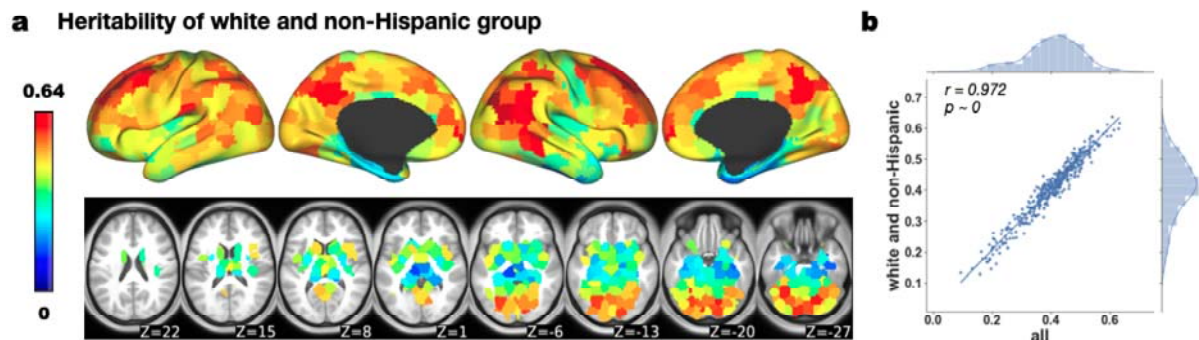 a Heritability of white and non-Hispanic group
0.64
0
Z=22 Z=15 Z=8 Z=1 Z=-6 Z=-13 Z=-20 Z=-27
b
r = 0.972
p ~ 0
white and non-Hispanic
0.7
0.6
0.5
0.4
0.3
0.2
0.1
0.0 0.2 0.4 0.6
all